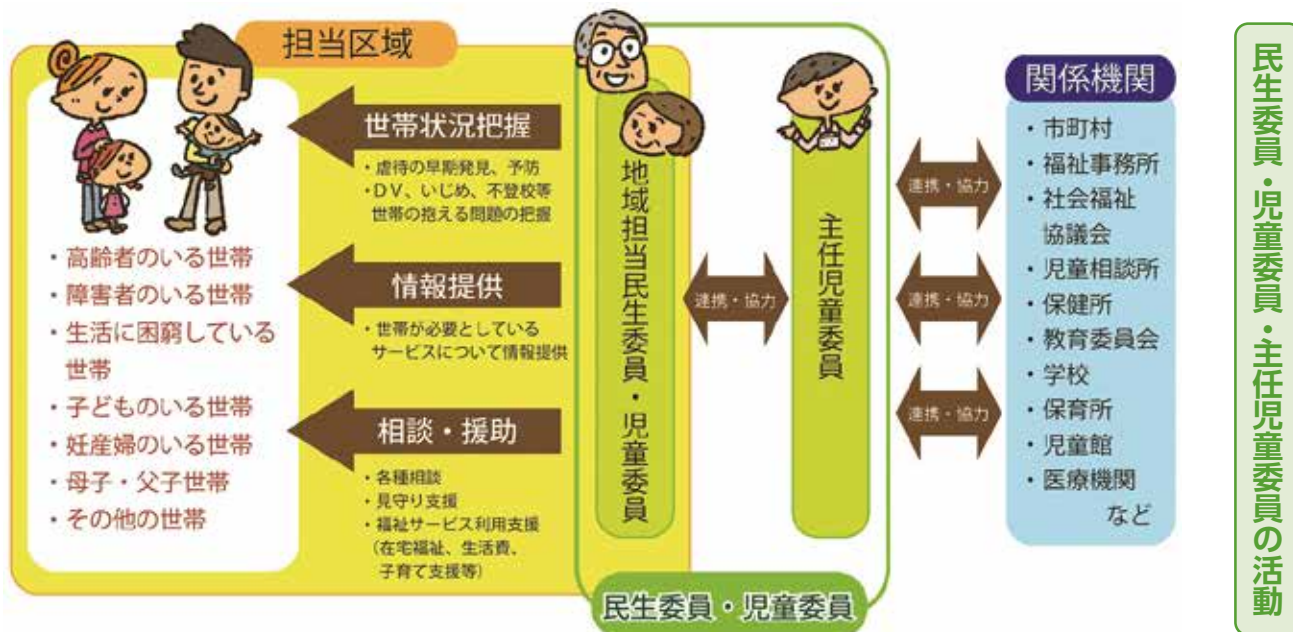 民生委員・児童委員・主任児童委員の活動
担当区域
・高齢者のいる世帯
・障害者のいる世帯
・生活に困窮している
世帯
・子どものいる世帯
・妊産婦のいる世帯
・母子・父子世帯
・その他の世帯
世帯状況把握
・虐待の早期発見、予防
・DV、いじめ、不登校等
世帯の抱える問題の把握
情報提供
・世帯が必要としている
サービスについて情報提供
相談・援助
・各種相談
・見守り支援
・福祉サービス利用支援
(在宅福祉、生活費、
子育て支援等)
地域担当民生委員・児童委員
連携・協力
主任児童委員
民生委員・児童委員
連携・協力
連携・協力
連携・協力
関係機関
・市町村
・福祉事務所
・社会福祉
協議会
・児童相談所
・保健所
・教育委員会
・学校
・保育所
・児童館
・医療機関
など